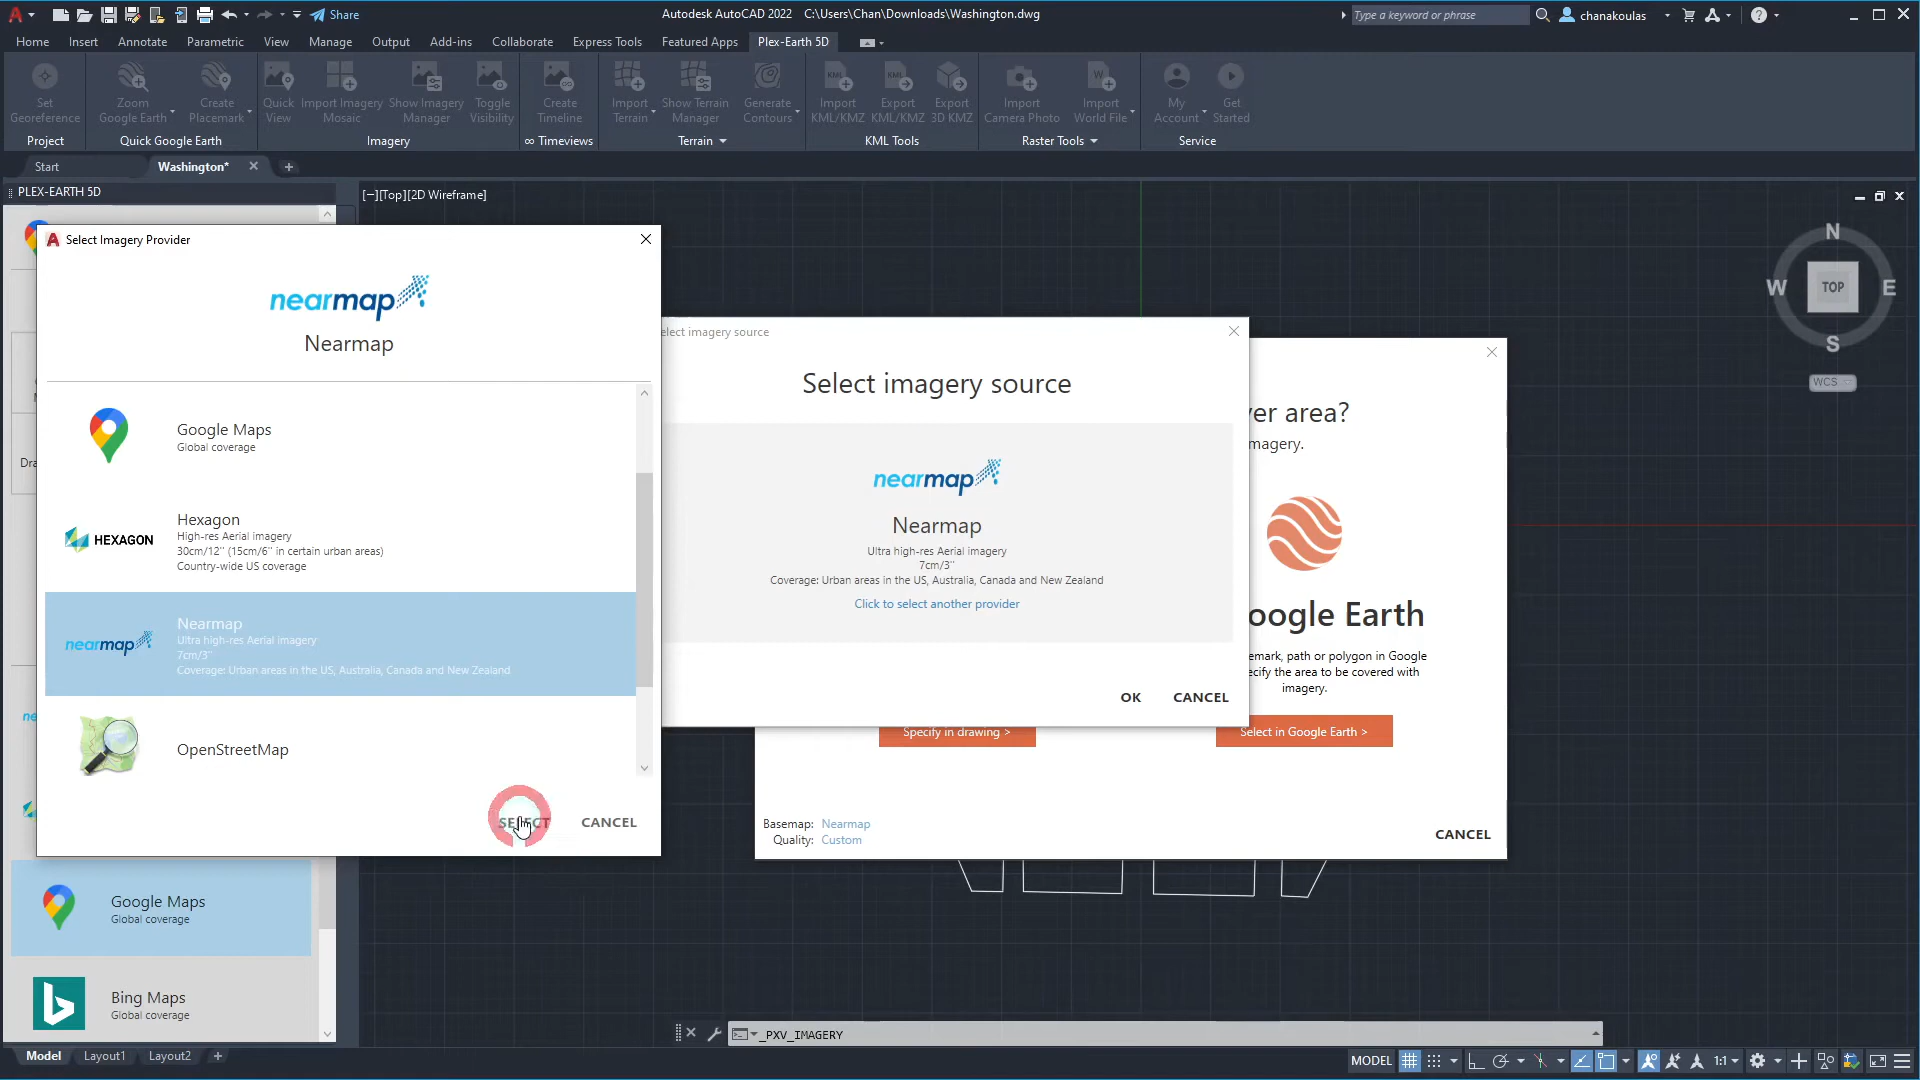 Share
Autodesk AutoCAD 2022 C:\Users\Chan\Downloads\Washington.dwg
Type a keyword or phrase
chanakoulas
Home Insert Annotate Parametric View Manage Output Add-ins Collaborate Express Tools Featured Apps Plex-Earth 5D
Set Georeference
Zoom Google Earth
Create Placemark
Quick View
Import Imagery Mosaic
Show Imagery Manager
Toggle Visibility
Create Timeline
Import Terrain
Show Terrain Manager
Generate Contours
KML
Import KML/KMZ
KML
Export KML/KMZ
Export 3D KMZ
Import Camera Photo
W
Import World File
My Account
Get Started
Project Quick Google Earth Imagery ∞ Timeviews Terrain KML Tools Raster Tools Service
Start Washington*
PLEX-EARTH 5D
[−][Top][2D Wireframe]
N
W TOP E
S
WCS
Select Imagery Provider
nearmap
Nearmap
Google Maps
Global coverage
HEXAGON
Hexagon
High-res Aerial imagery
30cm/12'' (15cm/6'' in certain urban areas)
Country-wide US coverage
nearmap
Nearmap
Ultra high-res Aerial imagery
7cm/3''
Coverage: Urban areas in the US, Australia, Canada and New Zealand
OpenStreetMap
SELECT CANCEL
Dra
ne
elect imagery source
Select imagery source
nearmap
Nearmap
Ultra high-res Aerial imagery
7cm/3''
Coverage: Urban areas in the US, Australia, Canada and New Zealand
Click to select another provider
OK CANCEL
ver area?
magery.
oogle Earth
emark, path or polygon in Google
ecify the area to be covered with
imagery.
Specify in drawing >
Select in Google Earth >
Basemap: Nearmap
Quality: Custom
CANCEL
Google Maps
Global coverage
Bing Maps
Global coverage
_PXV_IMAGERY
Model Layout1 Layout2
MODEL
1:1